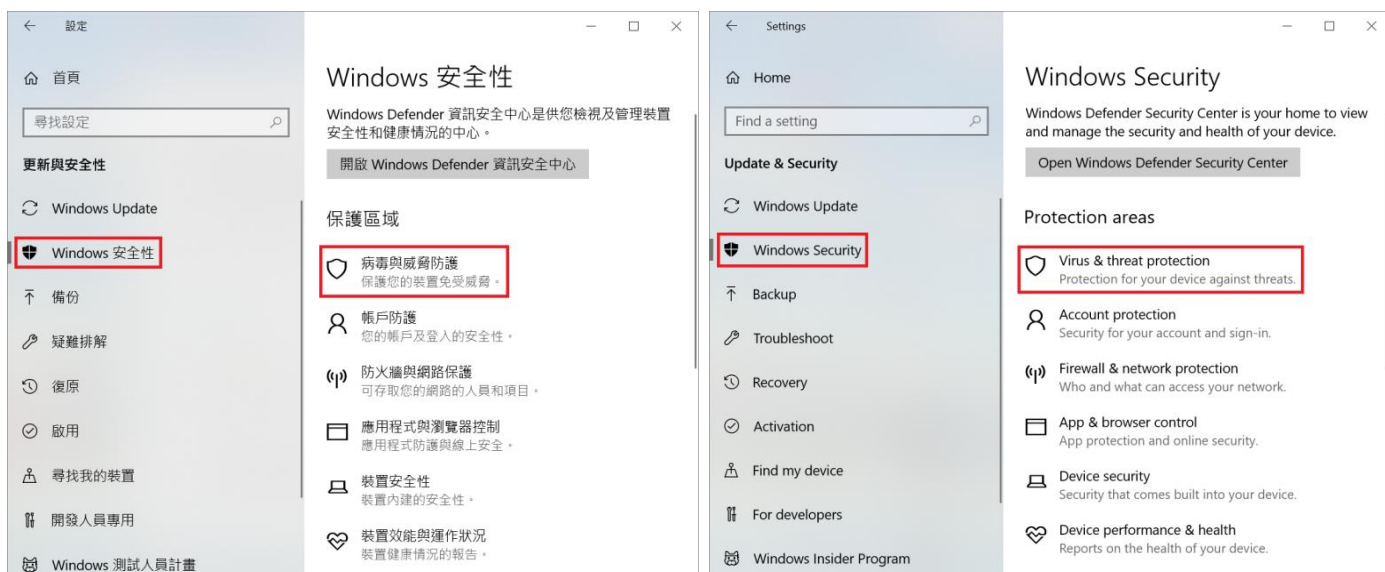 設定
首頁
尋找設定
更新與安全性
Windows Update
Windows 安全性
備份
疑難排解
復原
啟用
尋找我的裝置
開發人員專用
Windows 測試人員計畫
Windows 安全性
Windows Defender 資訊安全中心是供您檢視及管理裝置
安全性和健康情況的中心。
開啟 Windows Defender 資訊安全中心
保護區域
病毒與威脅防護
保護您的裝置免受威脅。
帳戶防護
您的帳戶及登入的安全性。
防火牆與網路保護
可存取您的網路的人員和項目。
應用程式與瀏覽器控制
應用程式防護與線上安全。
裝置安全性
裝置內建的安全性。
裝置效能與運作狀況
裝置健康情況的報告。
Settings
Home
Find a setting
Update & Security
Windows Update
Windows Security
Backup
Troubleshoot
Recovery
Activation
Find my device
For developers
Windows Insider Program
Windows Security
Windows Defender Security Center is your home to view
and manage the security and health of your device.
Open Windows Defender Security Center
Protection areas
Virus & threat protection
Protection for your device against threats.
Account protection
Security for your account and sign-in.
Firewall & network protection
Who and what can access your network.
App & browser control
App protection and online security.
Device security
Security that comes built into your device.
Device performance & health
Reports on the health of your device.